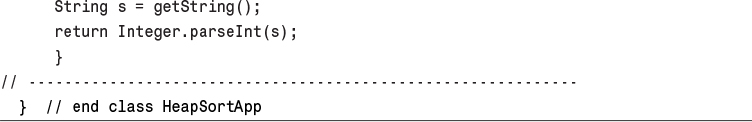 String s = getString();
return Integer.parseInt(s);
}
// -------------------------------------------------------------
} // end class HeapSortApp